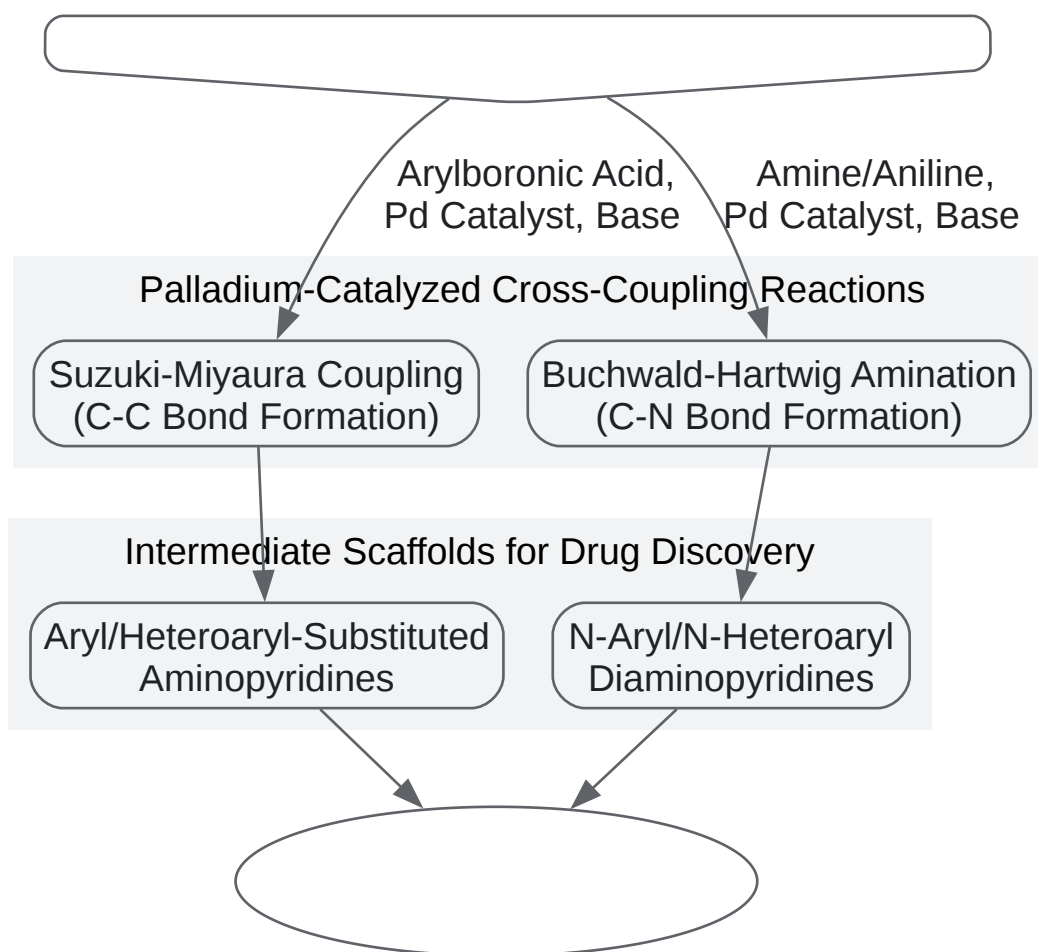 Arylboronic Acid,
Pd Catalyst, Base
Amine/Aniline,
Pd Catalyst, Base
Palladium-Catalyzed Cross-Coupling Reactions
Suzuki-Miyaura Coupling
(C-C Bond Formation)
Buchwald-Hartwig Amination
(C-N Bond Formation)
Intermediate Scaffolds for Drug Discovery
Aryl/Heteroaryl-Substituted
Aminopyridines
N-Aryl/N-Heteroaryl
Diaminopyridines